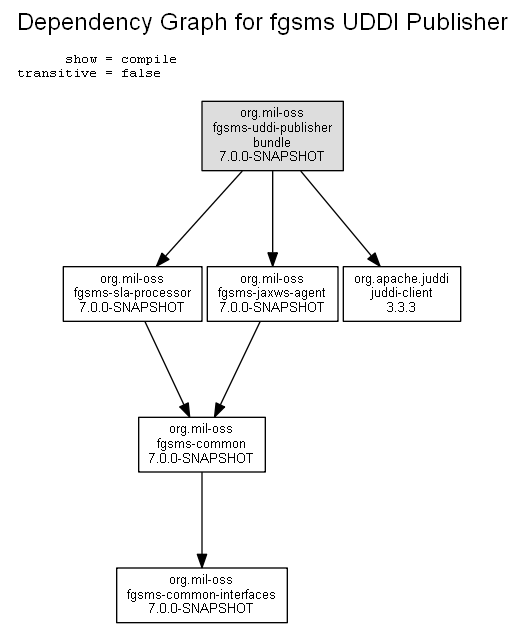 Dependency Graph for fgsms UDDI Publisher
show = compile
transitive = false
org.mil-oss
fgsms-uddi-publisher
bundle
7.0.0-SNAPSHOT
org.mil-oss
fgsms-sla-processor
7.0.0-SNAPSHOT
org.mil-oss
fgsms-jaxws-agent
7.0.0-SNAPSHOT
org.apache.juddi
juddi-client
3.3.3
org.mil-oss
fgsms-common
7.0.0-SNAPSHOT
org.mil-oss
fgsms-common-interfaces
7.0.0-SNAPSHOT